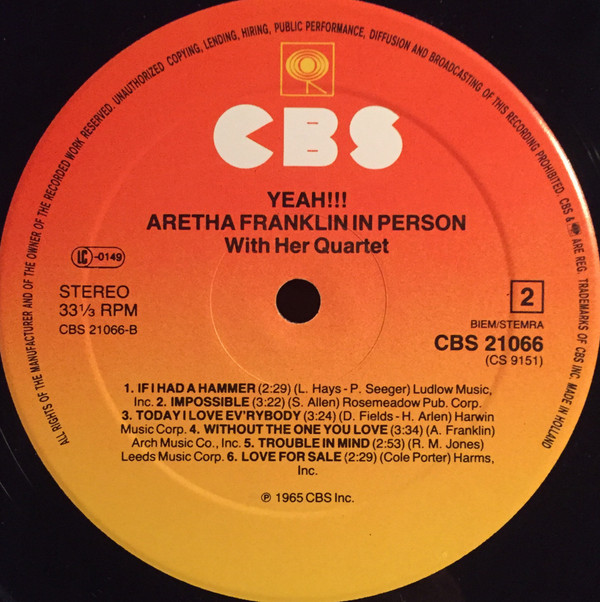 ALL RIGHTS OF THE MANUFACTURER AND OF THE OWNER OF THE RECORDED WORK RESERVED. UNAUTHORIZED COPYING, LENDING, HIRING, PUBLIC PERFORMANCE, DIFFUSION AND BROADCASTING OF THIS RECORDING PROHIBITED. CBS & ARE REG. TRADEMARKS OF CBS INC. MADE IN HOLLAND
CBS
YEAH!!!
ARETHA FRANKLIN IN PERSON
With Her Quartet
LC-0149
STEREO
33⅓ RPM
CBS 21066-B
2
BIEM/STEMRA
CBS 21066
(CS 9151)
1. IF I HAD A HAMMER (2:29) (L. Hays - P. Seeger) Ludlow Music,
Inc. 2. IMPOSSIBLE (3:22) (S. Allen) Rosemeadow Pub. Corp.
3. TODAY I LOVE EV'RYBODY (3:24) (D. Fields - H. Arlen) Harwin
Music Corp. 4. WITHOUT THE ONE YOU LOVE (3:34) (A. Franklin)
Arch Music Co., Inc. 5. TROUBLE IN MIND (2:53) (R. M. Jones)
Leeds Music Corp. 6. LOVE FOR SALE (2:29) (Cole Porter) Harms,
Inc.
℗ 1965 CBS Inc.